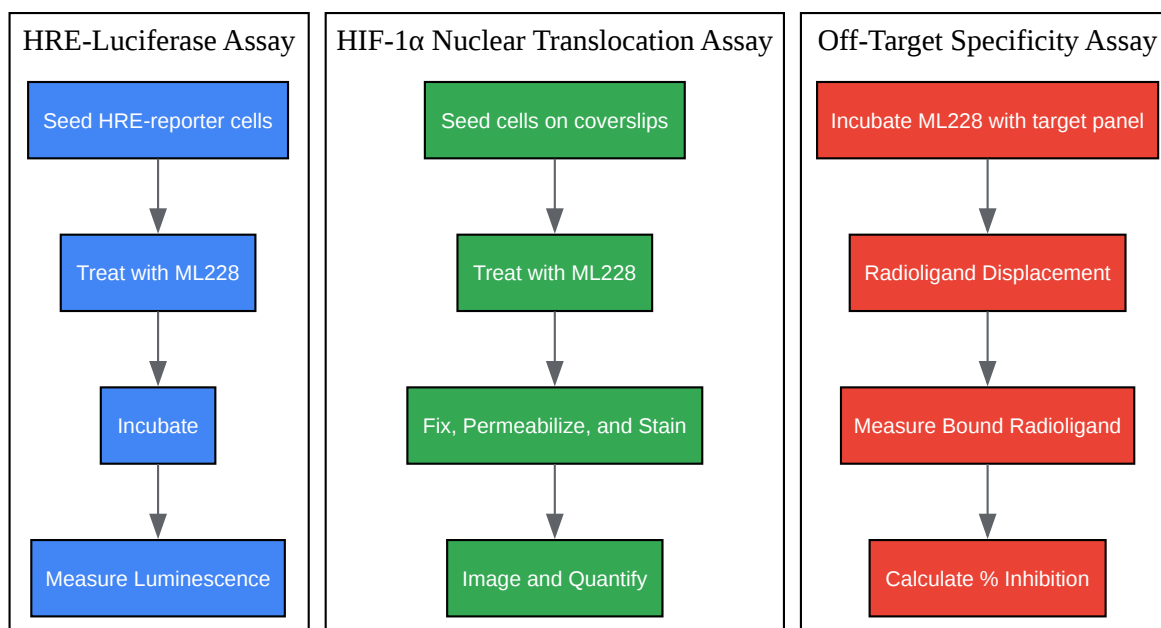 HRE-Luciferase Assay
Seed HRE-reporter cells
Treat with ML228
Incubate
Measure Luminescence
HIF-1α Nuclear Translocation Assay
Seed cells on coverslips
Treat with ML228
Fix, Permeabilize, and Stain
Image and Quantify
Off-Target Specificity Assay
Incubate ML228 with target panel
Radioligand Displacement
Measure Bound Radioligand
Calculate % Inhibition